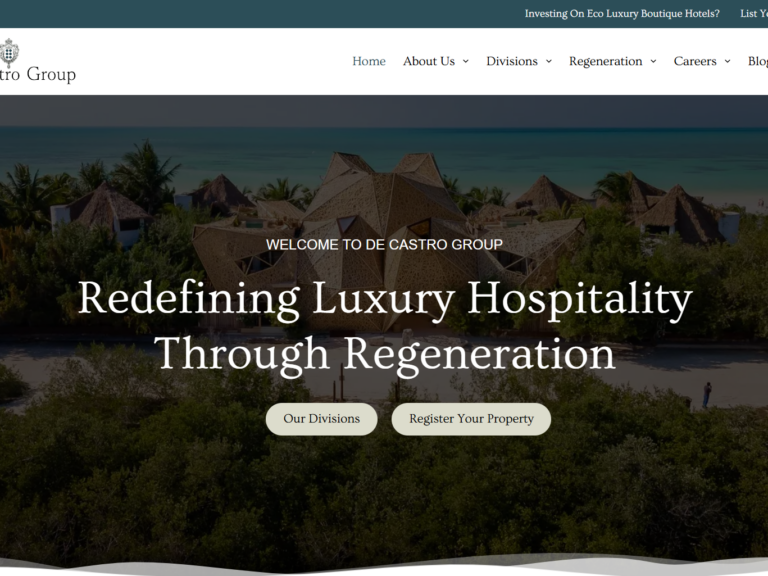 Investing On Eco Luxury Boutique Hotels? List
tro Group
Home About Us Divisions Regeneration Careers Blog
WELCOME TO DE CASTRO GROUP
Redefining Luxury Hospitality
Through Regeneration
Our Divisions Register Your Property